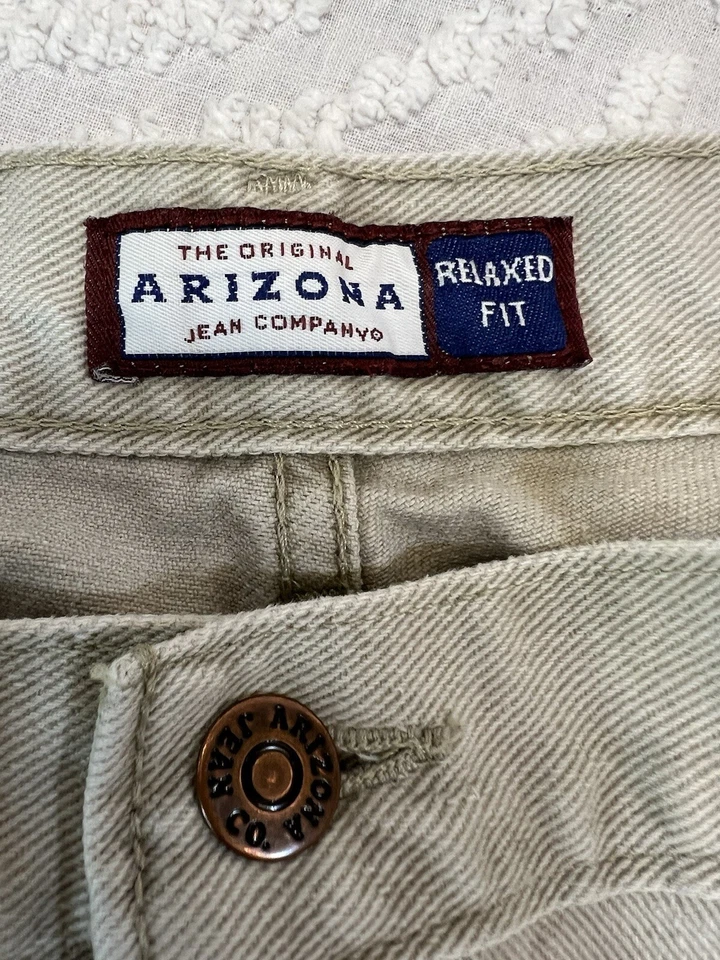 THE ORIGINAL
ARIZONA
JEAN COMPANY®
RELAXED
FIT
ARIZONA JEAN CO.